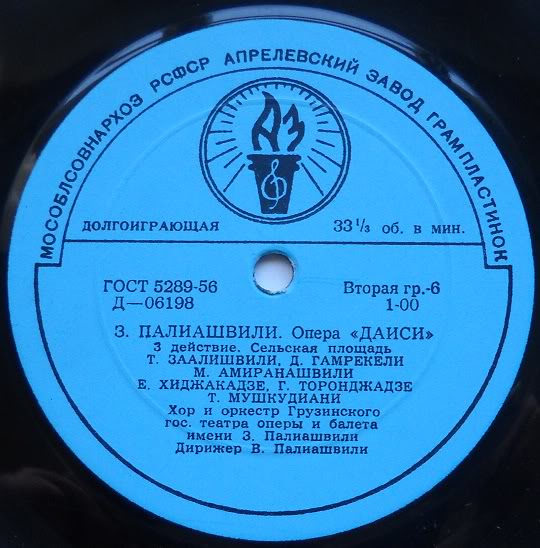 МОСОБЛСОВНАРХОЗ РСФСР АПРЕЛЕВСКИЙ ЗАВОД ГРАМПЛАСТИНОК
АЗ
ДОЛГОИГРАЮЩАЯ 33 1/3 об. в мин.
ГОСТ 5289-56 Вторая гр.-6
Д—06198 1-00
З. ПАЛИАШВИЛИ. Опера «ДАИСИ»
3 действие. Сельская площадь
Т. ЗААЛИШВИЛИ, Д. ГАМРЕКЕЛИ
М. АМИРАНАШВИЛИ
Е. ХИДЖАКАДЗЕ, Г. ТОРОНДЖАДЗЕ
Т. МУШКУДИАНИ
Хор и оркестр Грузинского
гос. театра оперы и балета
имени З. Палиашвили
Дирижер В. Палиашвили